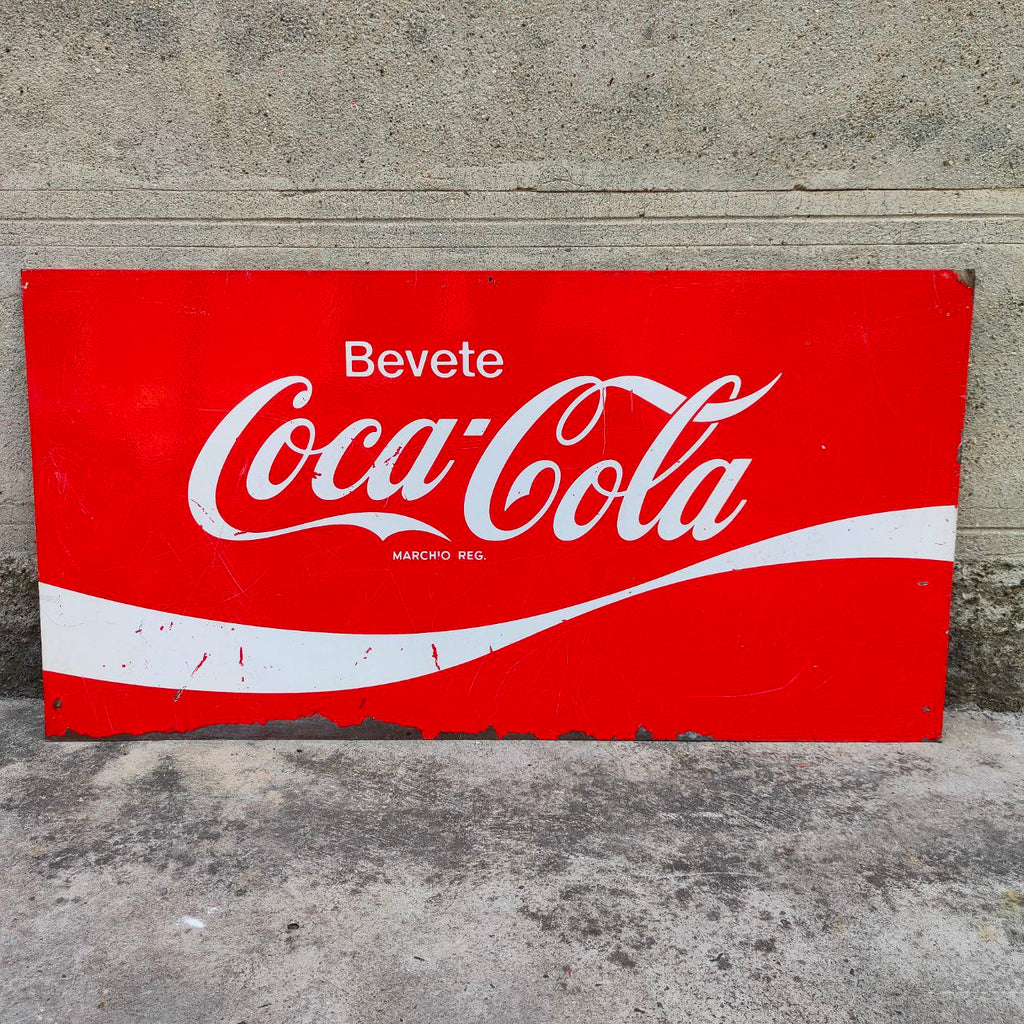 Bevete
Coca-Cola
MARCHIO REG.